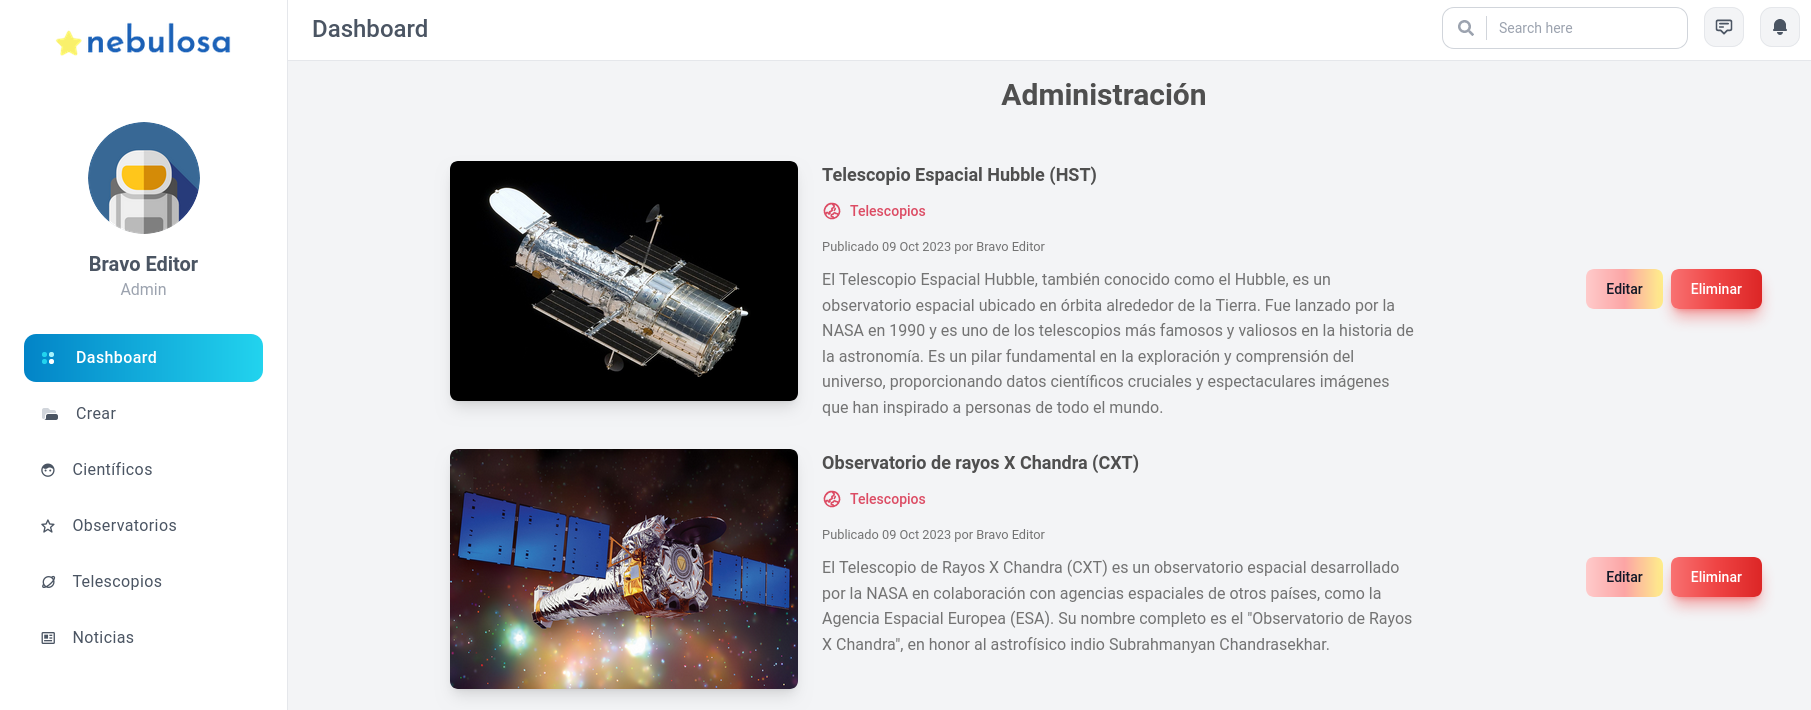 nebulosa
Dashboard
Search here
Bravo Editor
Admin
Dashboard
Crear
Científicos
Observatorios
Telescopios
Noticias
Administración
Telescopio Espacial Hubble (HST)
Telescopios
Publicado 09 Oct 2023 por Bravo Editor
El Telescopio Espacial Hubble, también conocido como el Hubble, es un
observatorio espacial ubicado en órbita alrededor de la Tierra. Fue lanzado por la
NASA en 1990 y es uno de los telescopios más famosos y valiosos en la historia de
la astronomía. Es un pilar fundamental en la exploración y comprensión del
universo, proporcionando datos científicos cruciales y espectaculares imágenes
que han inspirado a personas de todo el mundo.
Editar
Eliminar
Observatorio de rayos X Chandra (CXT)
Telescopios
Publicado 09 Oct 2023 por Bravo Editor
El Telescopio de Rayos X Chandra (CXT) es un observatorio espacial desarrollado
por la NASA en colaboración con agencias espaciales de otros países, como la
Agencia Espacial Europea (ESA). Su nombre completo es el "Observatorio de Rayos
X Chandra", en honor al astrofísico indio Subrahmanyan Chandrasekhar.
Editar
Eliminar